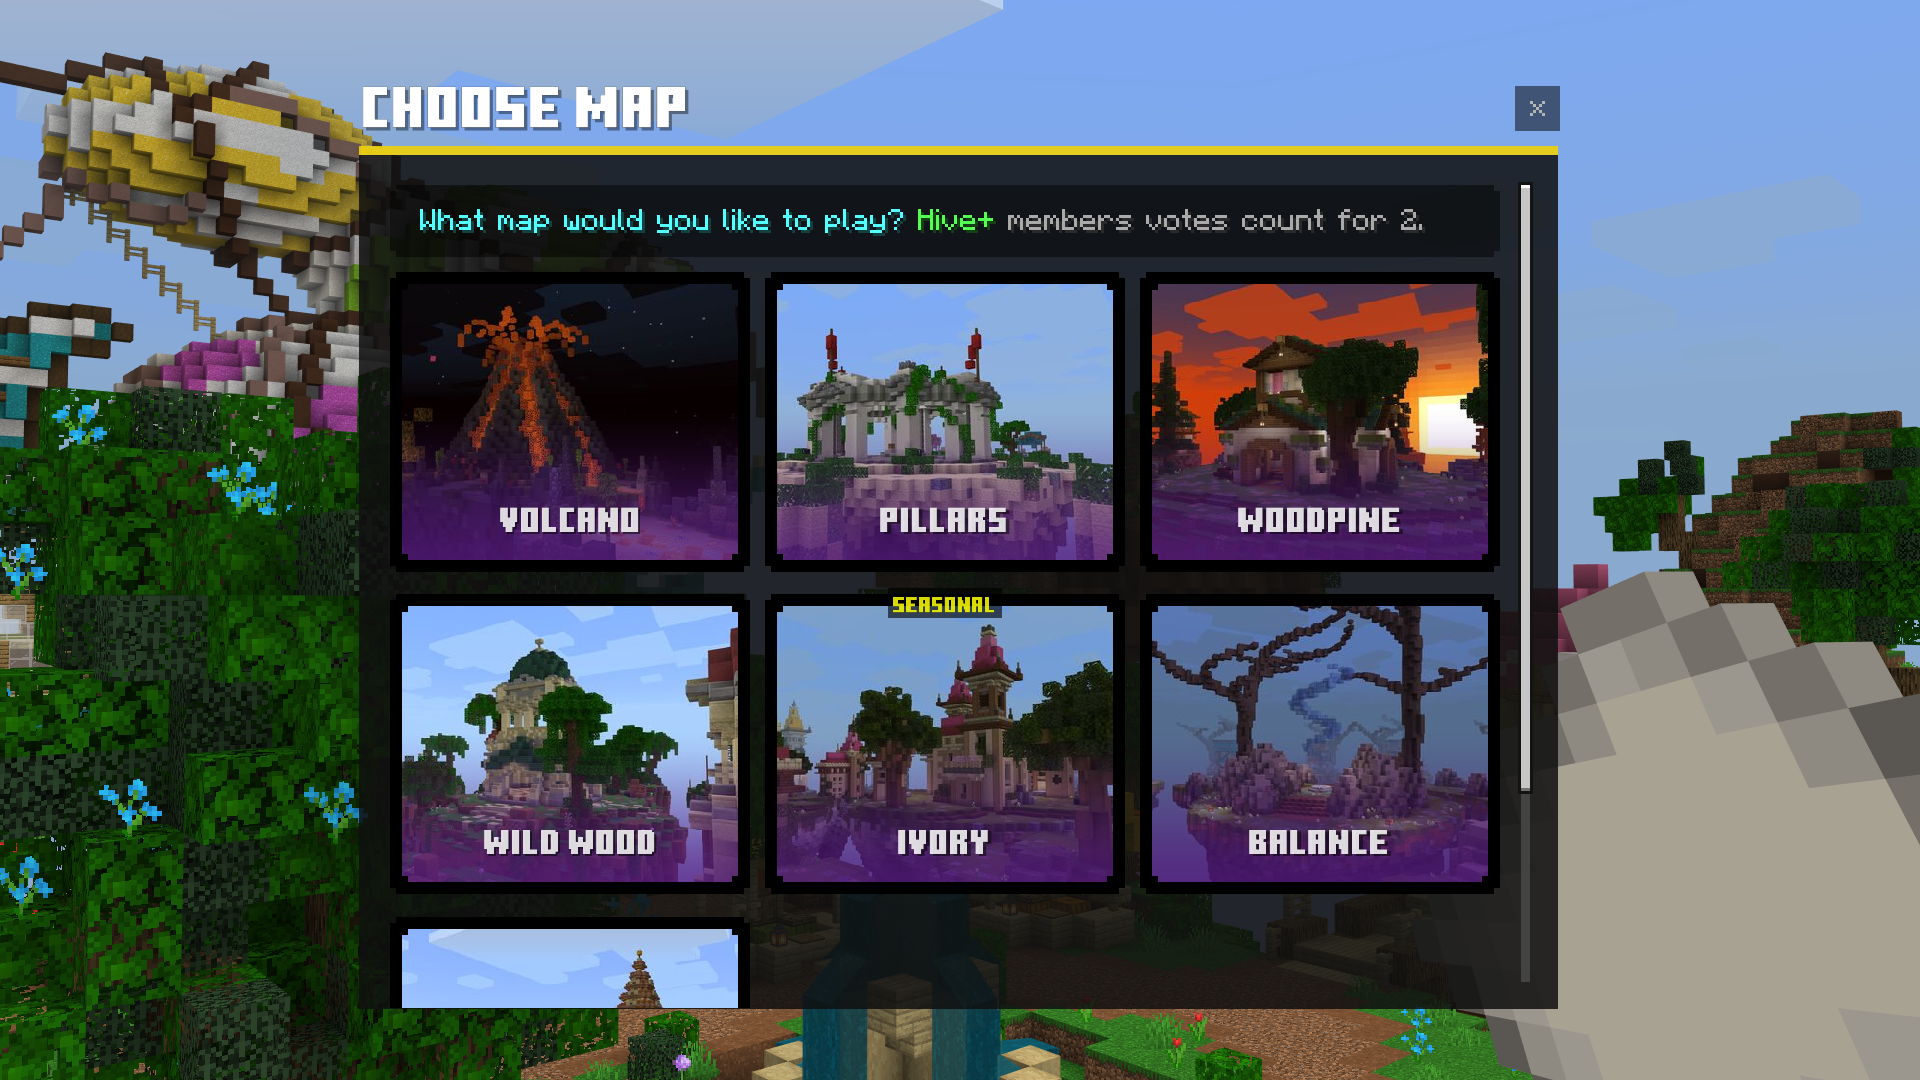 CHOOSE MAP
What map would you like to play? Hive+ members votes count for 2.
VOLCANO
PILLARS
WOODPINE
SEASONAL
WILD WOOD
IVORY
BALANCE